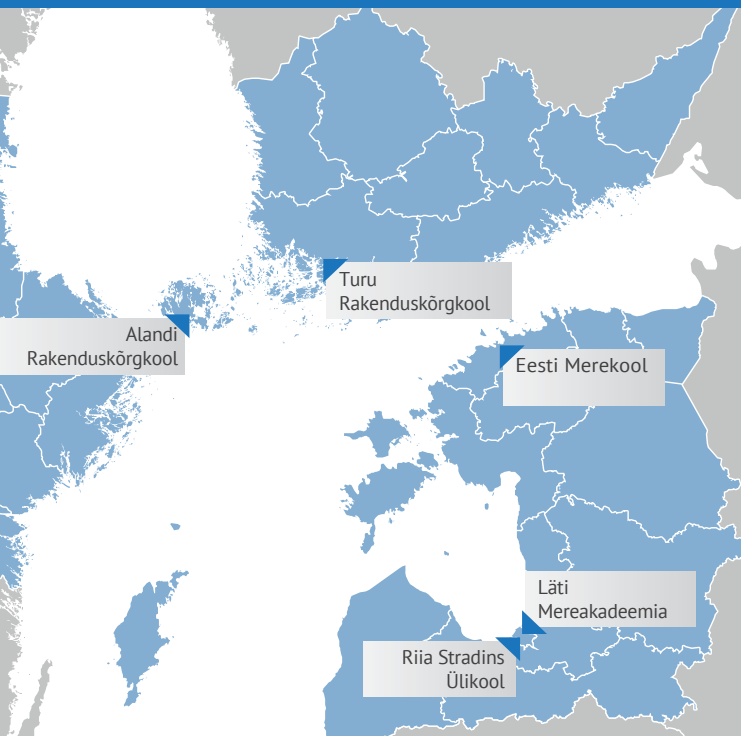 Turu
Rakenduskõrgkool
Alandi
Rakenduskõrgkool
Eesti Merekool
Läti
Mereakadeemia
Riia Stradins
Ülikool